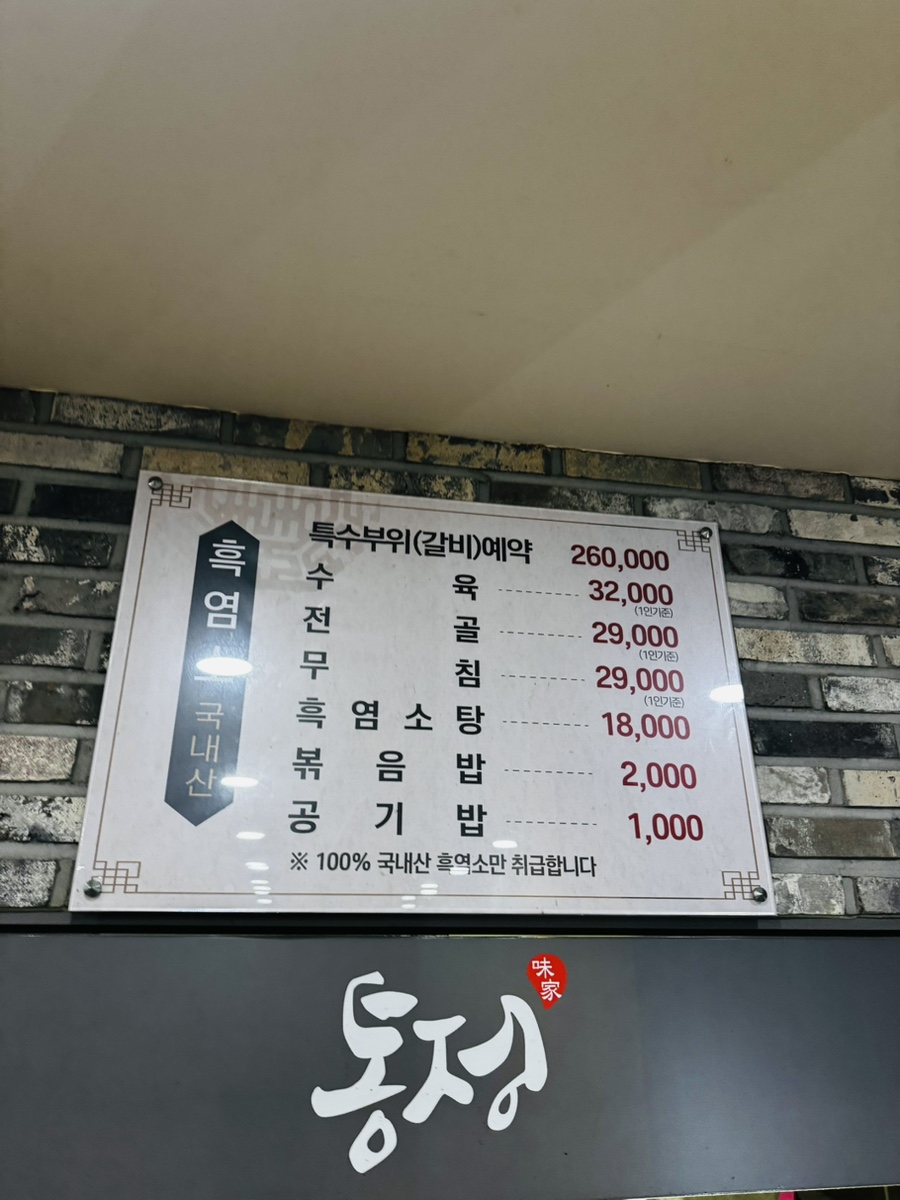 흑염소 국내산
특수부위(갈비)예약 260,000
수육 32,000
(1인기준)
전골 29,000
(1인기준)
무침 29,000
(1인기준)
흑염소탕 18,000
볶음밥 2,000
공기밥 1,000
※ 100% 국내산 흑염소만 취급합니다
味家
동정